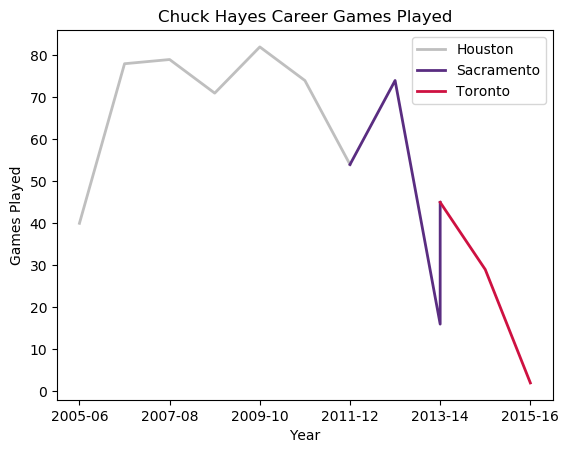 Chuck Hayes Career Games Played
Houston
Sacramento
Toronto
Games Played
80
70
60
50
40
30
20
10
0
2005-06 2007-08 2009-10 2011-12 2013-14 2015-16
Year